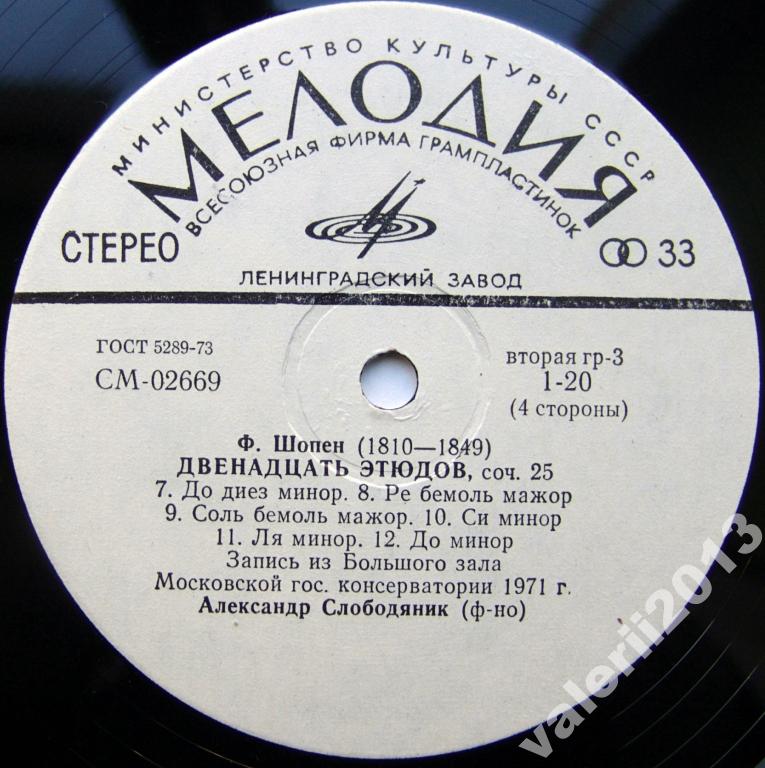 МИНИСТЕРСТВО КУЛЬТУРЫ СССР
МЕЛОДИЯ
ВСЕСОЮЗНАЯ ФИРМА ГРАМПЛАСТИНОК
СТЕРЕО
33
ЛЕНИНГРАДСКИЙ ЗАВОД
ГОСТ 5289-73
СМ-02669
вторая гр-3
1-20
(4 стороны)
Ф. Шопен (1810—1849)
ДВЕНАДЦАТЬ ЭТЮДОВ, соч. 25
7. До диез минор. 8. Ре бемоль мажор
9. Соль бемоль мажор. 10. Си минор
11. Ля минор. 12. До минор
Запись из Большого зала
Московской гос. консерватории 1971 г.
Александр Слободяник (ф-но)
valerii2013